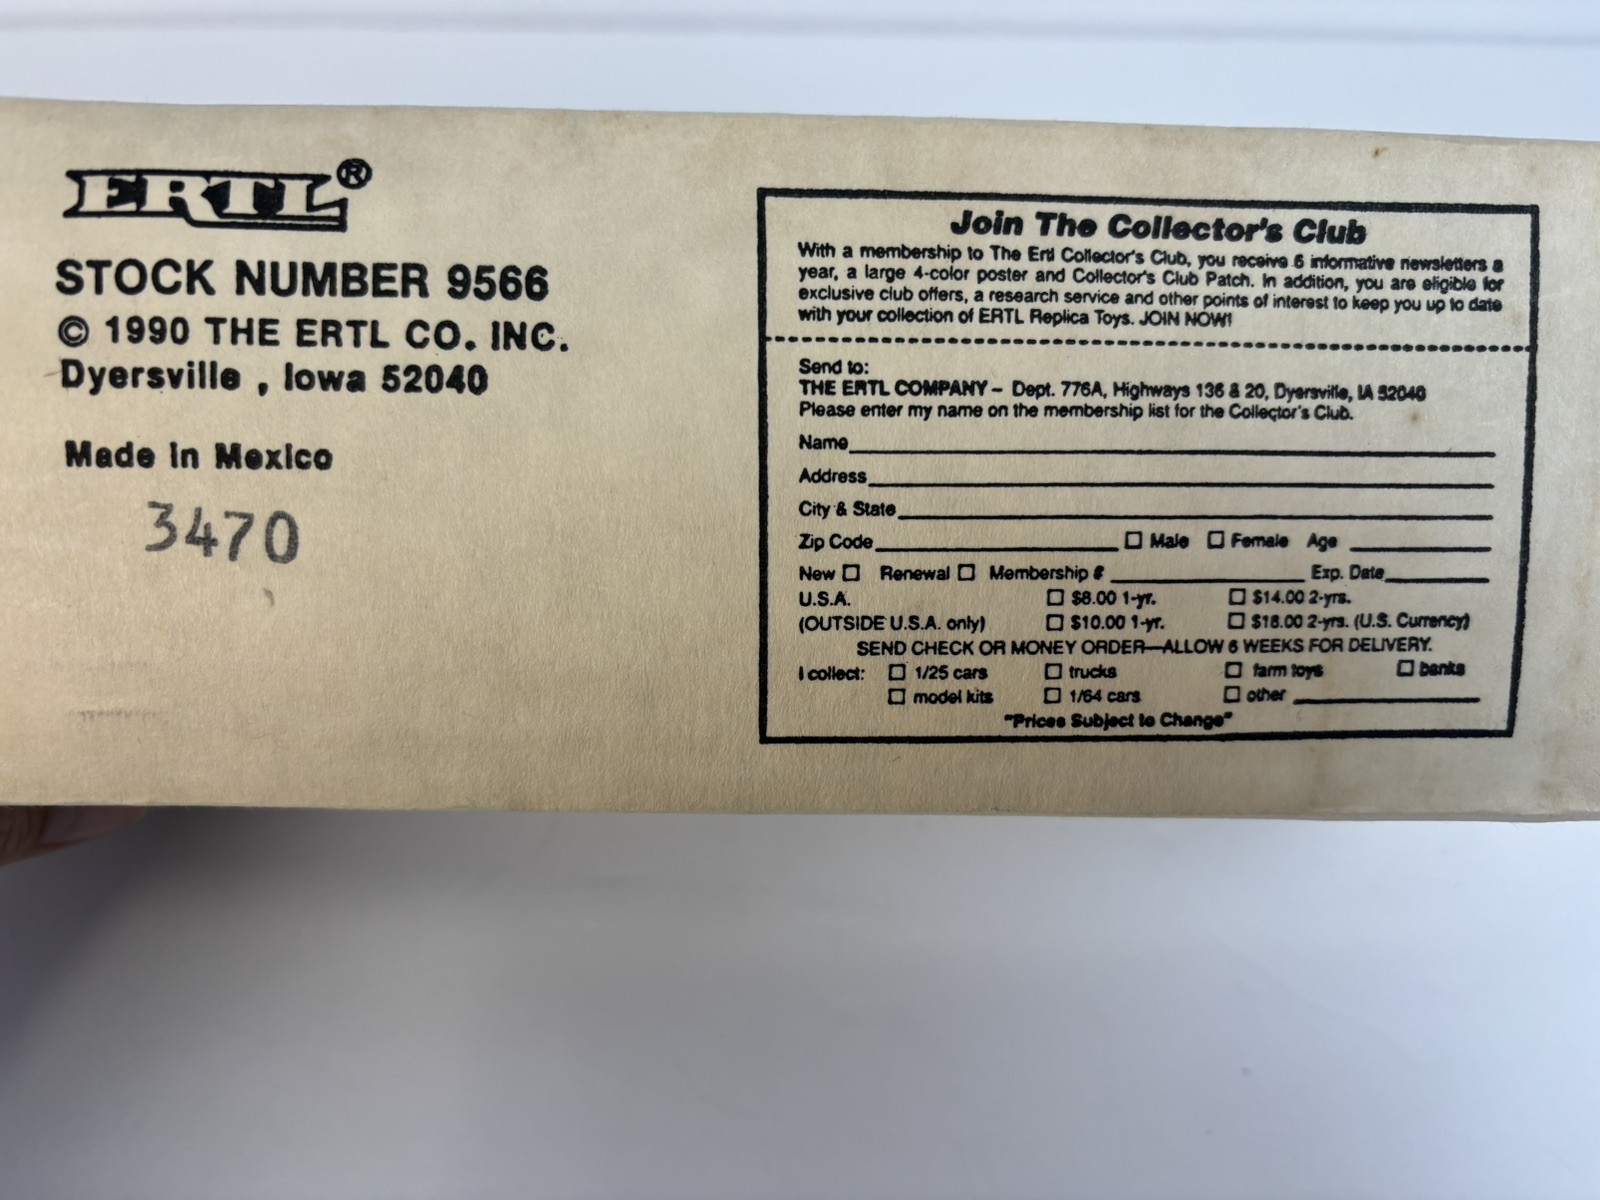 ERTL®
STOCK NUMBER 9566
© 1990 THE ERTL CO. INC.
Dyersville , Iowa 52040
Made in Mexico
3470
Join The Collector's Club
With a membership to The Ertl Collector's Club, you receive 6 informative newsletters a
year, a large 4-color poster and Collector's Club Patch. In addition, you are eligible for
exclusive club offers, a research service and other points of interest to keep you up to date
with your collection of ERTL Replica Toys. JOIN NOW!
Send to:
THE ERTL COMPANY – Dept. 776A, Highways 136 & 20, Dyersville, IA 52040
Please enter my name on the membership list for the Collector's Club.
Name
Address
City & State
Zip Code ☐ Male ☐ Female Age
New ☐ Renewal ☐ Membership # Exp. Date
U.S.A. ☐ $8.00 1-yr. ☐ $14.00 2-yrs.
(OUTSIDE U.S.A. only) ☐ $10.00 1-yr. ☐ $18.00 2-yrs. (U.S. Currency)
SEND CHECK OR MONEY ORDER—ALLOW 6 WEEKS FOR DELIVERY.
I collect: ☐ 1/25 cars ☐ trucks ☐ farm toys ☐ banks
☐ model kits ☐ 1/64 cars ☐ other
"Prices Subject to Change"